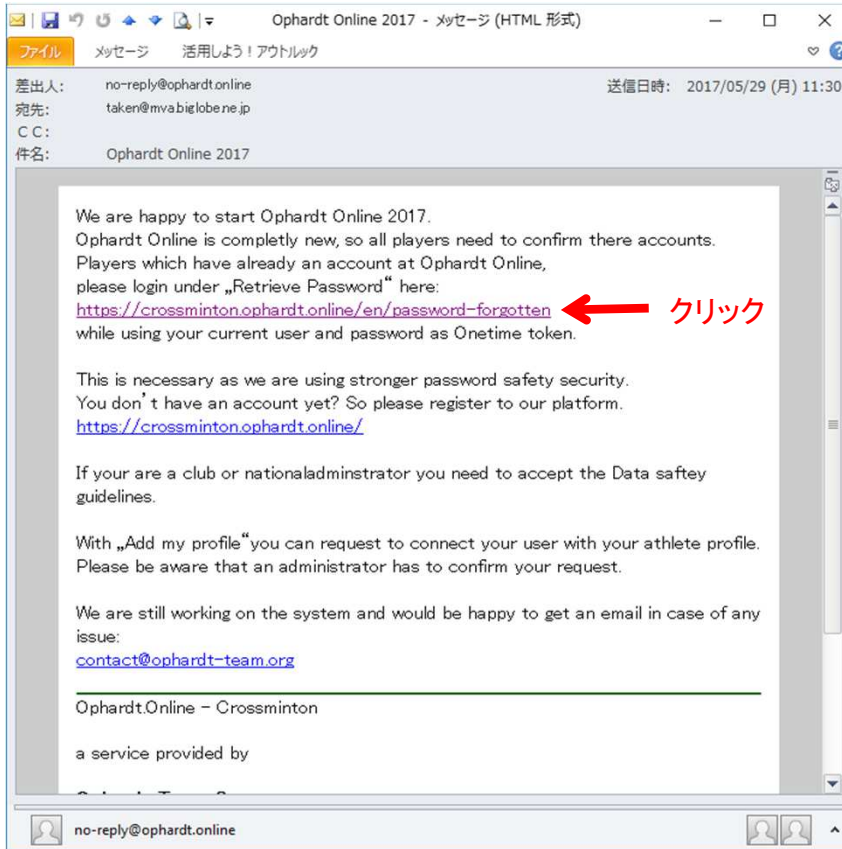 Ophardt Online 2017 - メッセージ (HTML 形式)
ファイル メッセージ 活用しよう！アウトルック
差出人: no-reply@ophardt.online 送信日時: 2017/05/29 (月) 11:30
宛先: taken@mva.biglobe.ne.jp
ＣＣ:
件名: Ophardt Online 2017
We are happy to start Ophardt Online 2017.
Ophardt Online is completly new, so all players need to confirm there accounts.
Players which have already an account at Ophardt Online,
please login under „Retrieve Password“ here:
https://crossminton.ophardt.online/en/password-forgotten クリック
while using your current user and password as Onetime token.
This is necessary as we are using stronger password safety security.
You don’t have an account yet? So please register to our platform.
https://crossminton.ophardt.online/
If your are a club or nationaladminstrator you need to accept the Data saftey
guidelines.
With „Add my profile“you can request to connect your user with your athlete profile.
Please be aware that an administrator has to confirm your request.
We are still working on the system and would be happy to get an email in case of any
issue:
contact@ophardt-team.org
Ophardt.Online - Crossminton
a service provided by
no-reply@ophardt.online